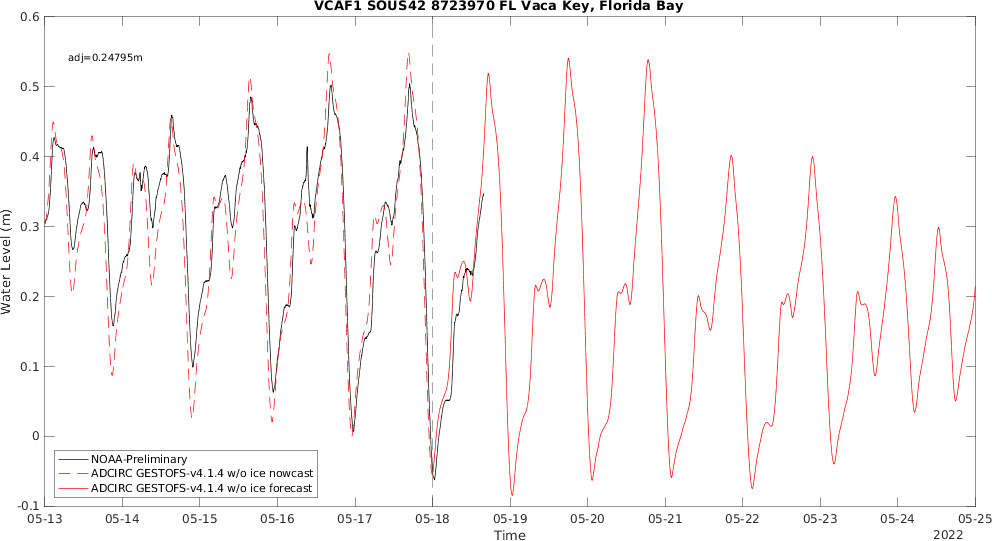 VCAF1 SOUS42 8723970 FL Vaca Key, Florida Bay
adj=0.24795m
0.6
0.5
0.4
0.3
0.2
0.1
0
-0.1
Water Level (m)
NOAA-Preliminary
ADCIRC GESTOFS-v4.1.4 w/o ice nowcast
ADCIRC GESTOFS-v4.1.4 w/o ice forecast
05-13 05-14 05-15 05-16 05-17 05-18 05-19 05-20 05-21 05-22 05-23 05-24 05-25
Time
2022